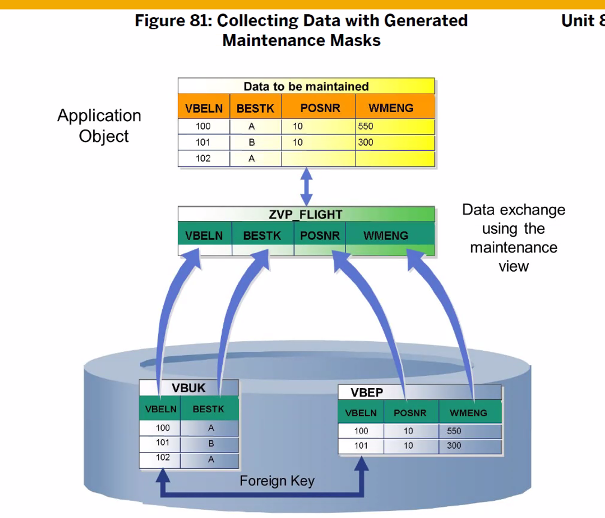 Figure 81: Collecting Data with Generated
Maintenance Masks
Unit 8
Application
Object
Data to be maintained
VBELN BESTK POSNR WMENG
100 A 10 550
101 B 10 300
102 A
ZVP_FLIGHT
VBELN BESTK POSNR WMENG
Data exchange
using the
maintenance
view
VBUK
VBELN BESTK
100 A
101 B
102 A
VBEP
VBELN POSNR WMENG
100 10 550
101 10 300
Foreign Key